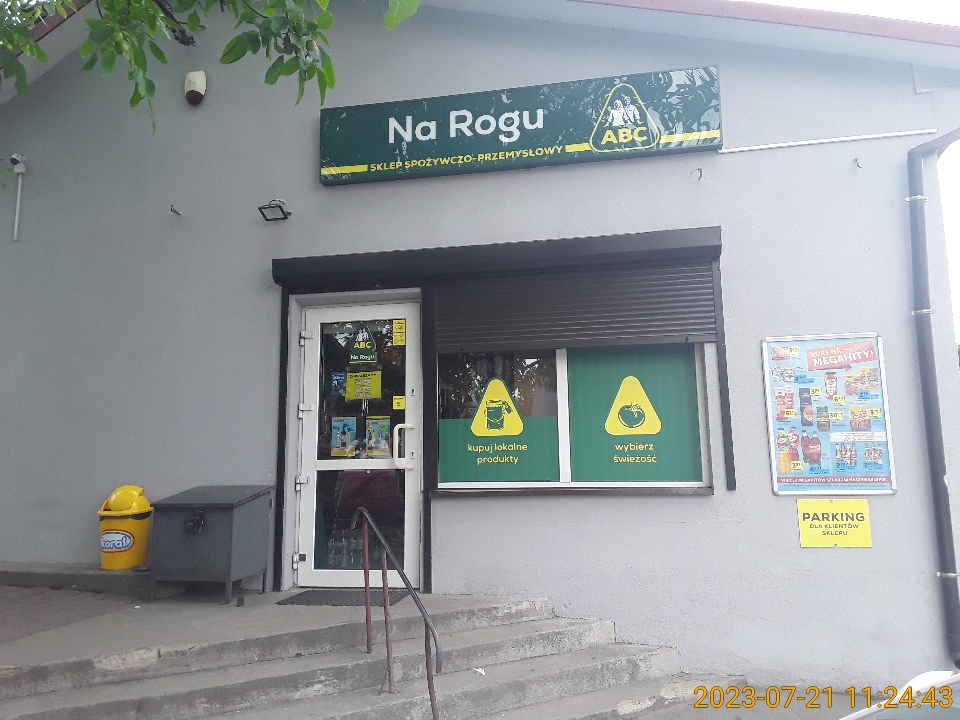 Na Rogu
SKLEP SPOŻYWCZO-PRZEMYSŁOWY
ABC
ABC
Na Rogu
kupuj lokalne
produkty
wybierz
świeżość
MEGAHITY!
PARKING
DLA KLIENTÓW
SKLEPU
koral
2023-07-21 11:24:43